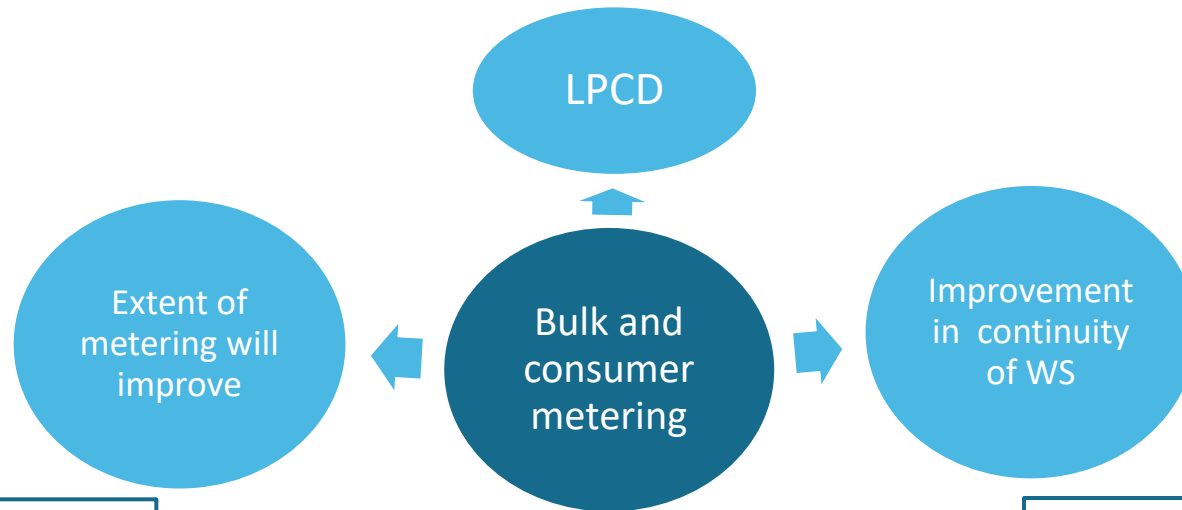 LPCD
Extent of
metering will
improve
Bulk and
consumer
metering
Improvement
in continuity
of WS